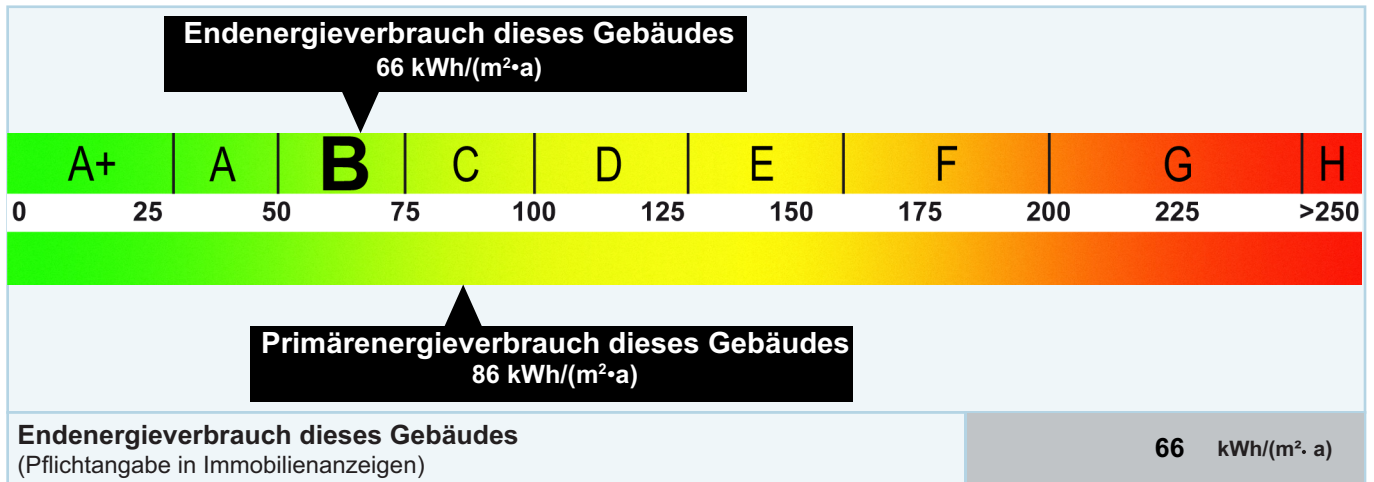 Endenergieverbrauch dieses Gebäudes
66 kWh/(m²•a)
A+ A B C D E F G H
0 25 50 75 100 125 150 175 200 225 >250
Primärenergieverbrauch dieses Gebäudes
86 kWh/(m²•a)
Endenergieverbrauch dieses Gebäudes
(Pflichtangabe in Immobilienanzeigen)
66 kWh/(m²· a)